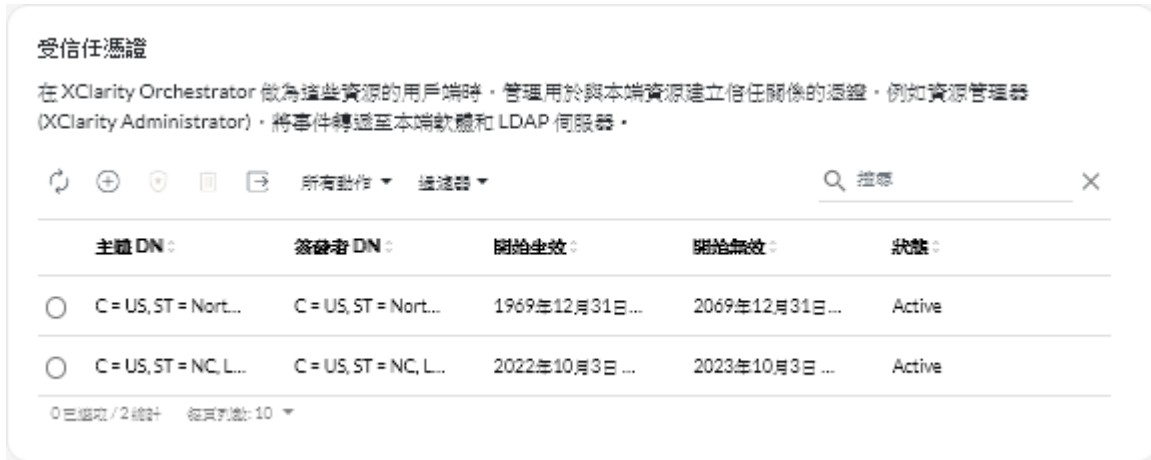 受信任憑證
在 XClarity Orchestrator 做為這些資源的用戶端時，管理用於與本端資源建立信任關係的憑證，例如資源管理器
(XClarity Administrator)，將事件轉遞至本端軟體和 LDAP 伺服器。
所有動作 過濾器 搜尋
主體 DN 簽發者 DN 開始生效 開始無效 狀態
C = US, ST = Nort... C = US, ST = Nort... 1969年12月31日... 2069年12月31日... Active
C = US, ST = NC, L... C = US, ST = NC, L... 2022年10月3日 ... 2023年10月3日 ... Active
0 已選取 / 2 總計 每頁列數: 10